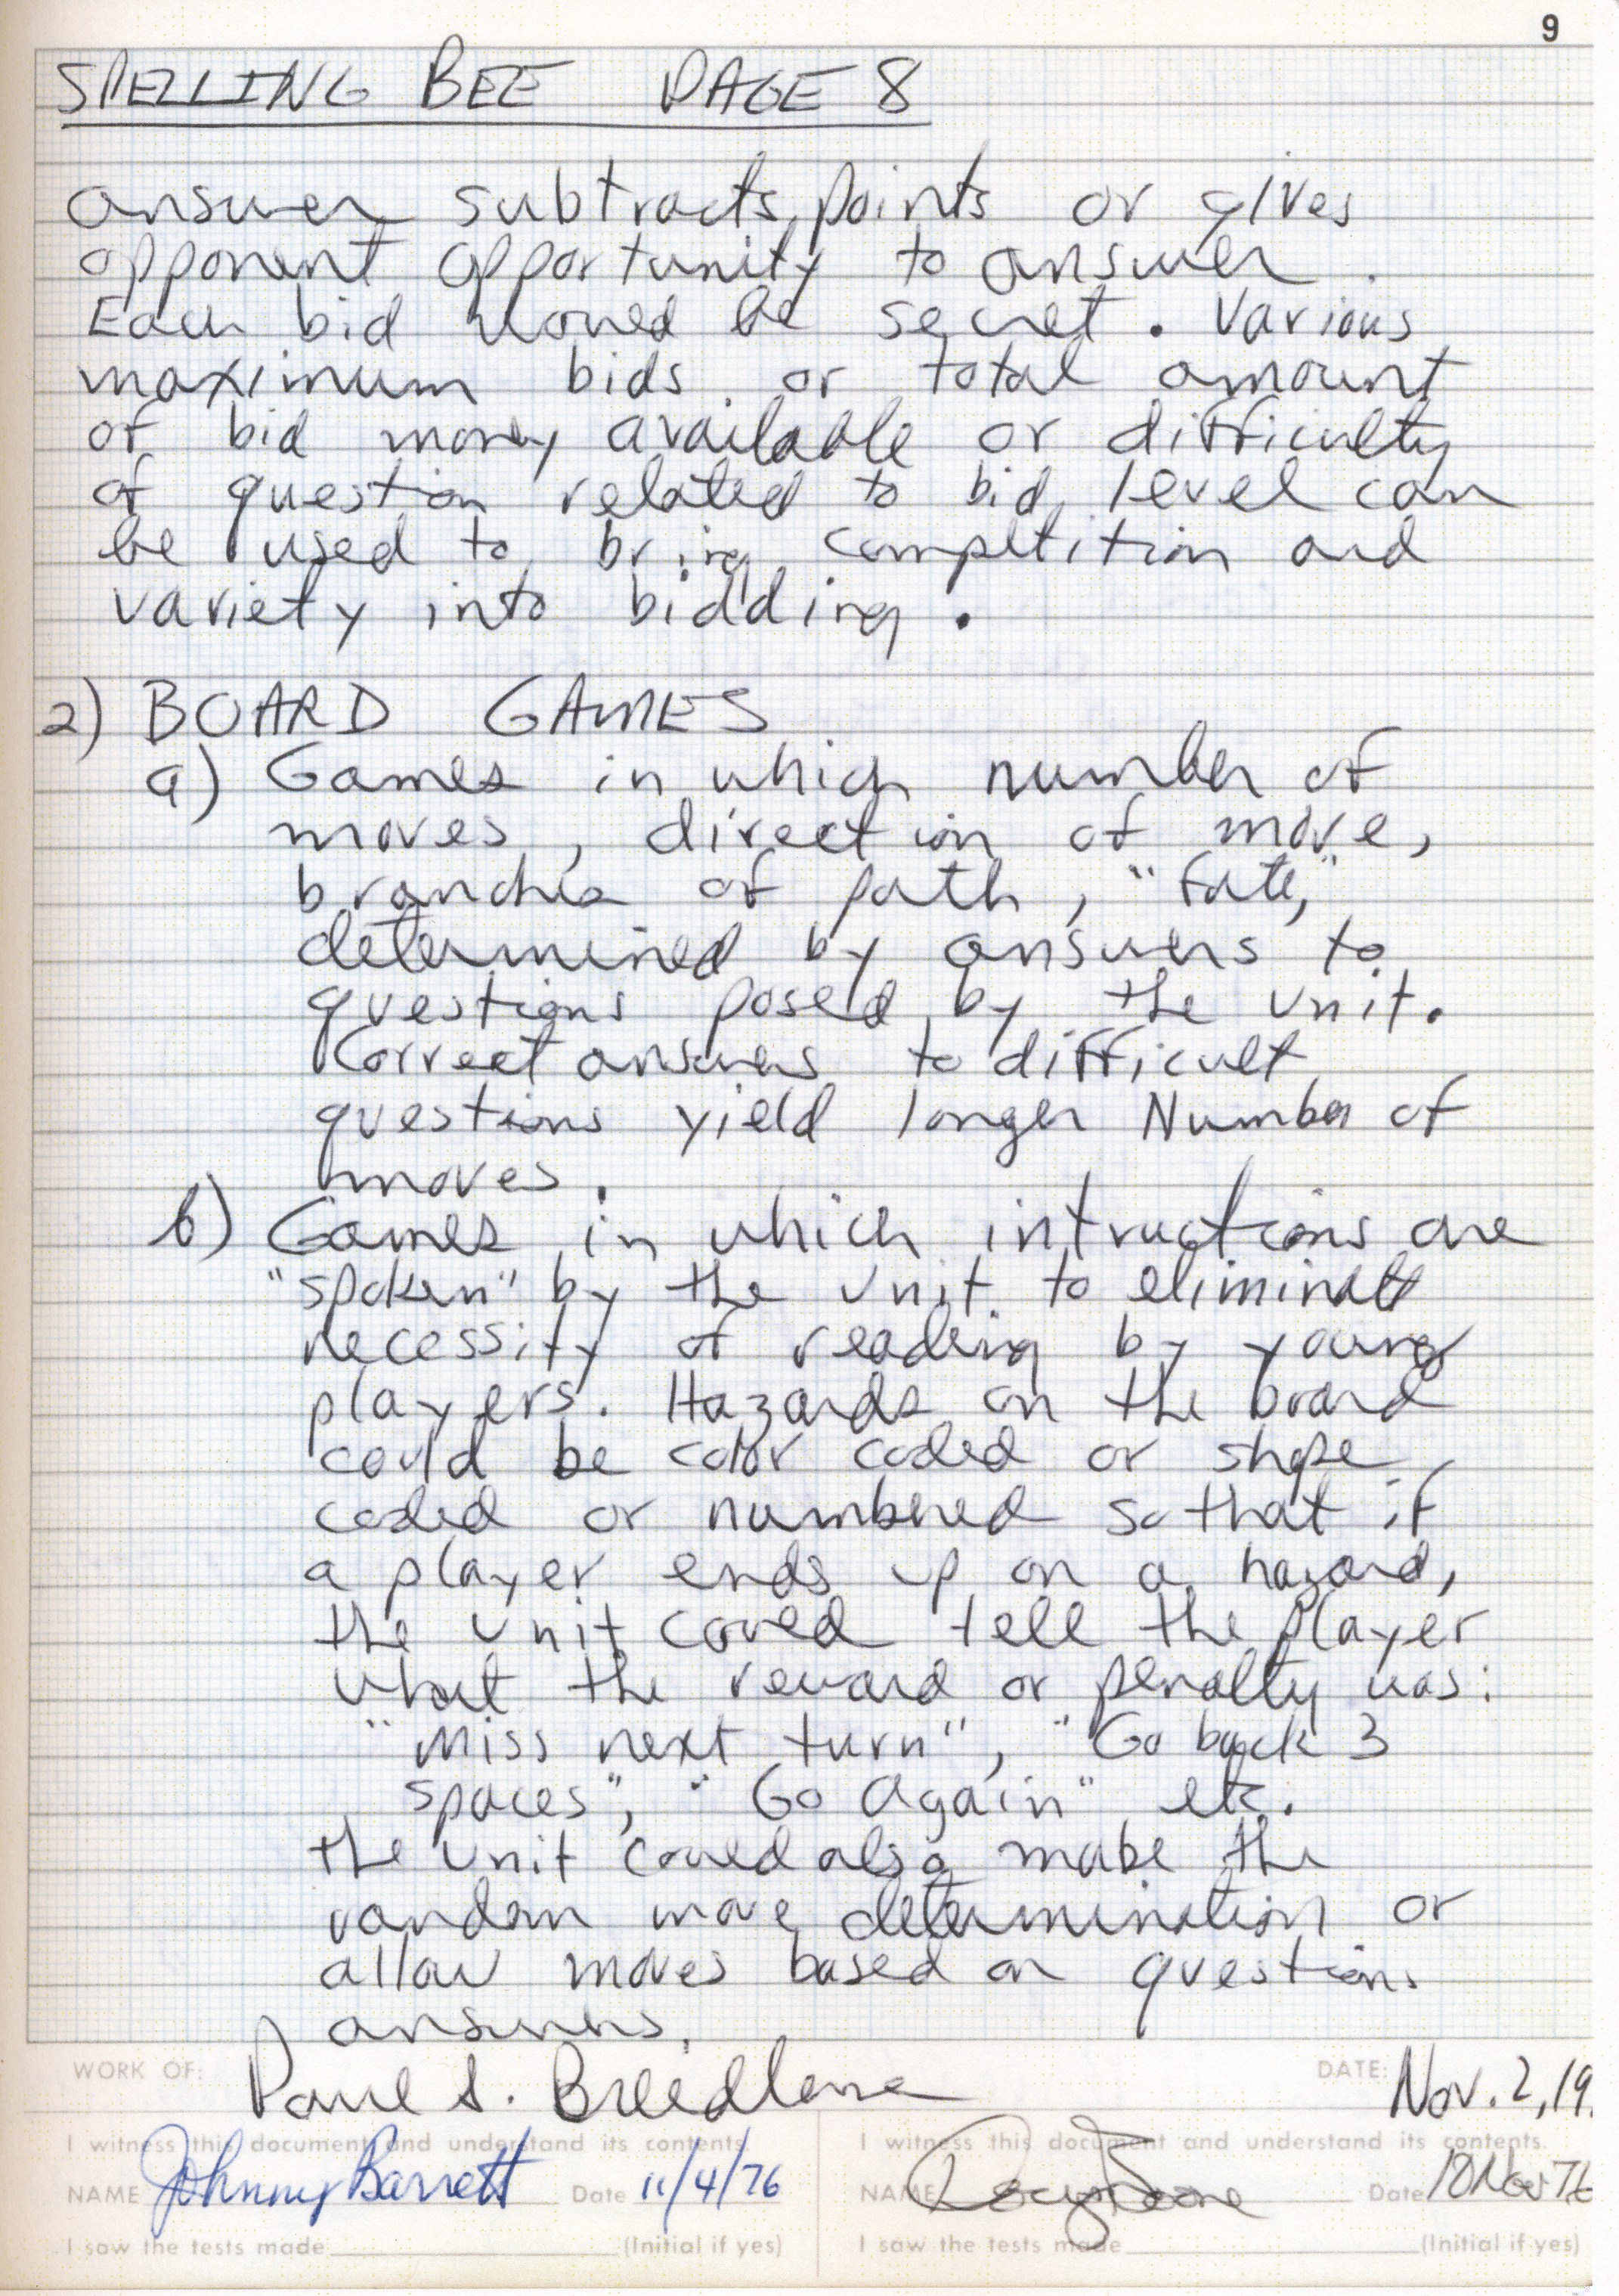 9
SPELLING BEE PAGE 8
answer subtracts points or gives
opponent opportunity to answer.
Each bid would be secret. Various
maximum bids or total amount
of bid money available or difficulty
of question related to bid level can
be used to bring competition and
variety into bidding.
2) BOARD GAMES
a) Games in which number of
moves, direction of move,
branches of path, "fate,"
determined by answers to
questions posed by the unit.
Correct answers to difficult
questions yield longer Number of
moves.
b) Games in which intructions are
"spoken" by the unit to eliminate
necessity of reading by young
players. Hazards on the board
could be color coded or shape
coded or numbered so that if
a player ends up on a hazard,
the unit could tell the player
what the reward or penalty was:
"Miss next turn", "Go back 3
spaces", "Go Again" etc.
the unit could also make the
random move determination or
allow moves based on questions
answers.
WORK OF: Paul S. Breedlove DATE: Nov. 2, 19
I witness this document and understand its contents. I witness this document and understand its contents.
NAME Johnny Barrett Date 11/4/76 NAME Date 10 Nov 76
I saw the tests made (Initial if yes) I saw the tests made (Initial if yes)